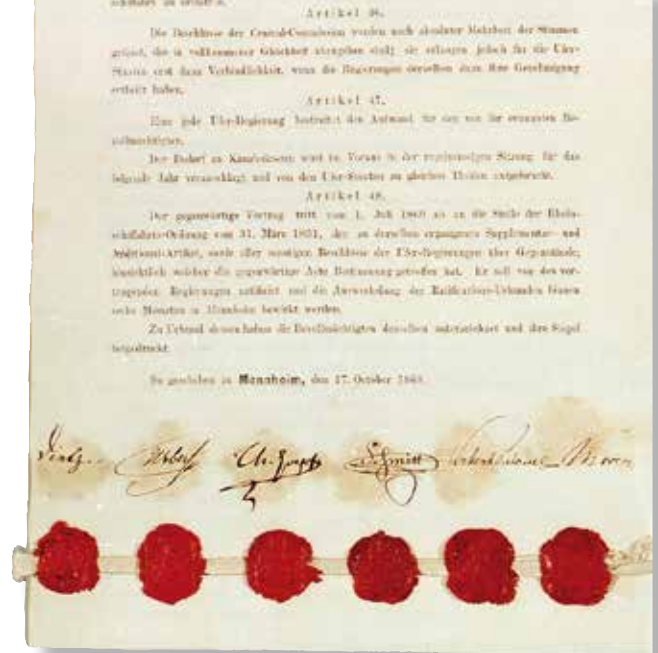 Artikel 46.
Die Beschlüsse der Central-Commission werden nach absoluter Mehrheit der Stimmen
gefasst, die in vollkommener Gleichheit abzugeben sind; sie erlangen jedoch für die Ufer-
Staaten erst dann Verbindlichkeit, wenn die Regierungen derselben dazu ihre Genehmigung
ertheilt haben.
Artikel 47.
Eine jede Ufer-Regierung bestreitet den Aufwand für den von ihr ernannten Be-
vollmächtigten.
Der Bedarf an Kanzleikosten wird im Voraus in der regelmässigen Sitzung für das
folgende Jahr veranschlagt und von den Ufer-Staaten zu gleichen Theilen aufgebracht.
Artikel 48.
Der gegenwärtige Vertrag tritt vom 1. Juli 1869 an an die Stelle der Rhein-
schifffahrts-Ordnung vom 31. März 1831, der zu derselben ergangenen Supplementar- und
Additional-Artikel, sowie aller sonstigen Beschlüsse der Ufer-Regierungen über Gegenstände,
hinsichtlich welcher die gegenwärtige Acte Bestimmung getroffen hat. Er soll von den ver-
tragenden Regierungen ratificirt und die Auswechslung der Ratifications-Urkunden binnen
sechs Monaten in Mannheim bewirkt werden.
Zu Urkund dessen haben die Bevollmächtigten denselben unterzeichnet und ihre Siegel
beigedruckt.
So geschehen zu Mannheim, den 17. October 1868.
Dietz. Weber Schmitt